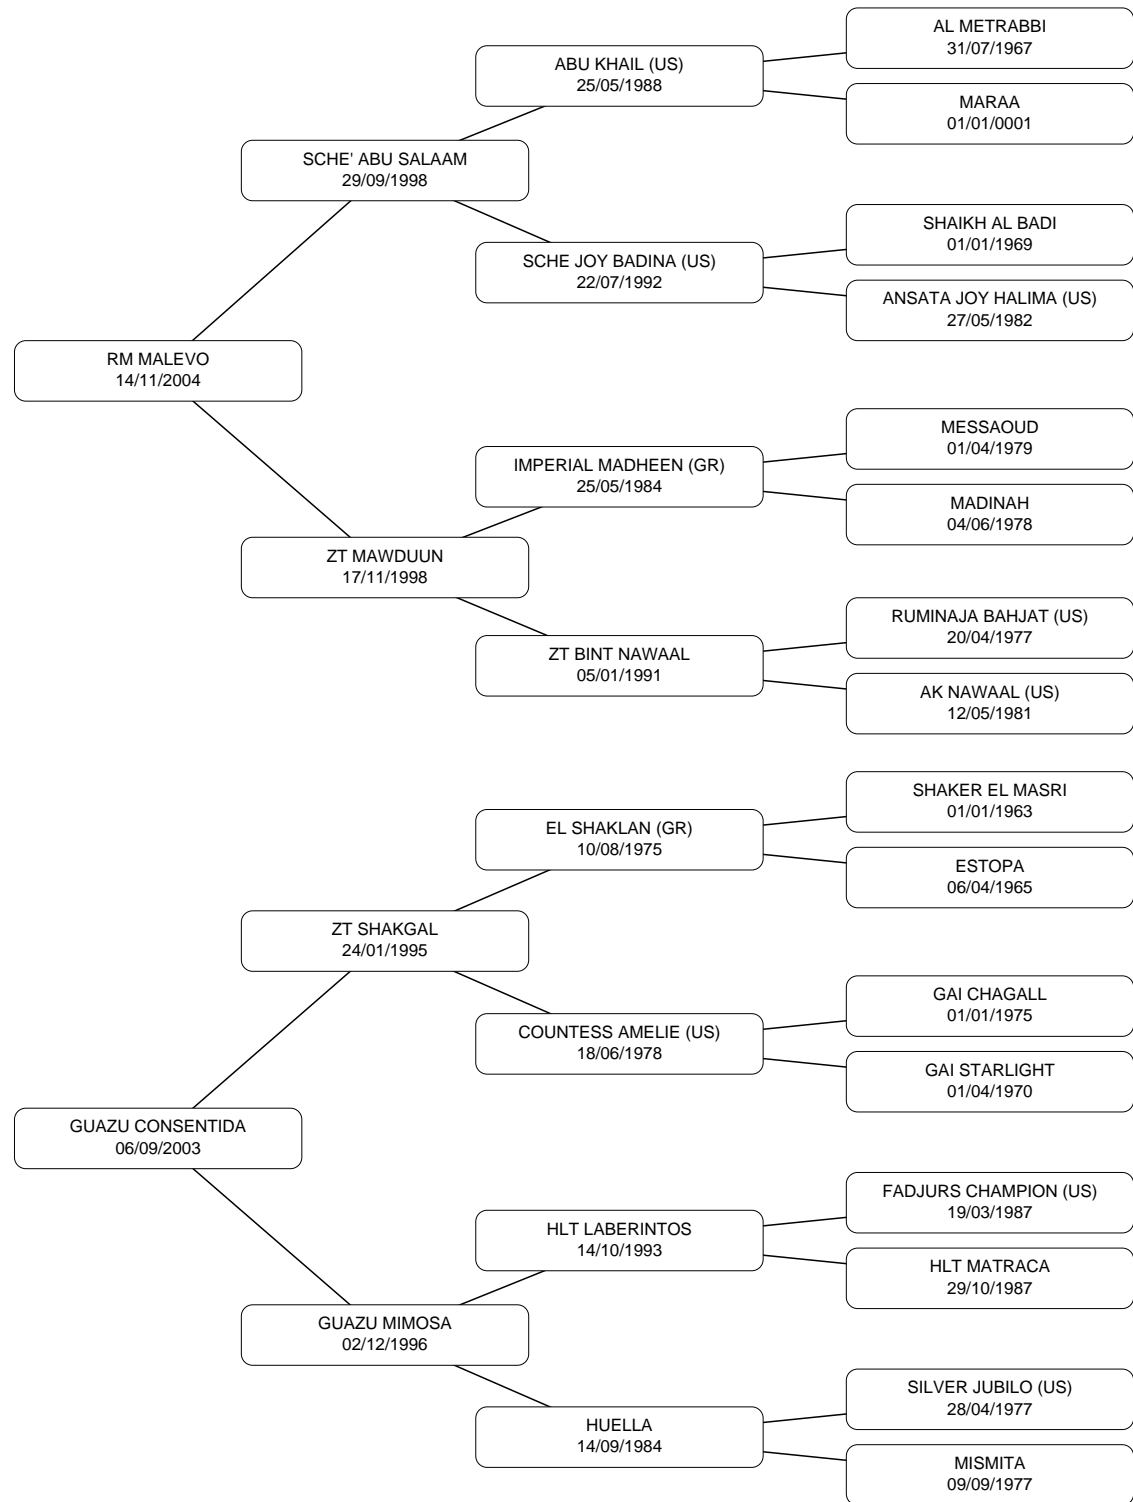 AL METRABBI
31/07/1967
ABU KHAIL (US)
25/05/1988
MARAA
01/01/0001
SCHE' ABU SALAAM
29/09/1998
SHAIKH AL BADI
01/01/1969
SCHE JOY BADINA (US)
22/07/1992
ANSATA JOY HALIMA (US)
27/05/1982
RM MALEVO
14/11/2004
MESSAOUD
01/04/1979
IMPERIAL MADHEEN (GR)
25/05/1984
MADINAH
04/06/1978
ZT MAWDUUN
17/11/1998
RUMINAJA BAHJAT (US)
20/04/1977
ZT BINT NAWAAL
05/01/1991
AK NAWAAL (US)
12/05/1981
SHAKER EL MASRI
01/01/1963
EL SHAKLAN (GR)
10/08/1975
ESTOPA
06/04/1965
ZT SHAKGAL
24/01/1995
GAI CHAGALL
01/01/1975
COUNTESS AMELIE (US)
18/06/1978
GAI STARLIGHT
01/04/1970
GUAZU CONSENTIDA
06/09/2003
FADJURS CHAMPION (US)
19/03/1987
HLT LABERINTOS
14/10/1993
HLT MATRACA
29/10/1987
GUAZU MIMOSA
02/12/1996
SILVER JUBILO (US)
28/04/1977
HUELLA
14/09/1984
MISMITA
09/09/1977